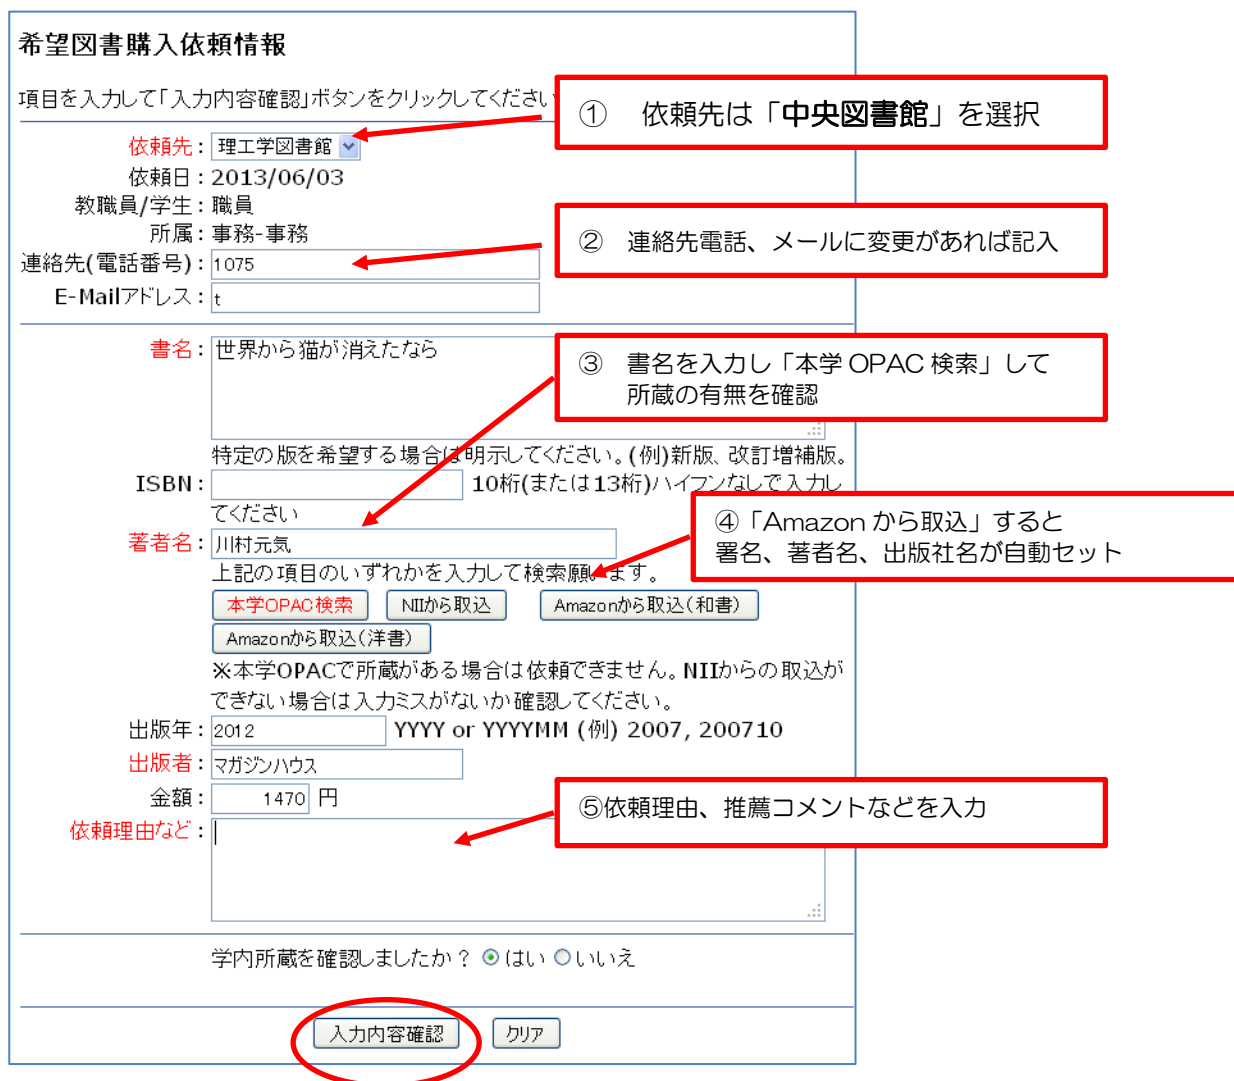 希望図書購入依頼情報
項目を入力して「入力内容確認」ボタンをクリックしてください
① 依頼先は「中央図書館」を選択
依頼先: 理工学図書館
依頼日: 2013/06/03
教職員/学生: 職員
所属: 事務-事務
② 連絡先電話、メールに変更があれば記入
連絡先(電話番号): 1075
E-Mailアドレス: t
書名: 世界から猫が消えたなら
③ 書名を入力し「本学 OPAC 検索」して
所蔵の有無を確認
特定の版を希望する場合は明示してください。(例)新版、改訂増補版。
ISBN: 10桁(または13桁)ハイフンなしで入力し
てください
④「Amazon から取込」すると
署名、著者名、出版社名が自動セット
著者名: 川村元気
上記の項目のいずれかを入力して検索願います。
本学OPAC検索 NIIから取込 Amazonから取込(和書)
Amazonから取込(洋書)
※本学OPACで所蔵がある場合は依頼できません。NIIからの取込が
できない場合は入力ミスがないか確認してください。
出版年: 2012 YYYY or YYYYMM (例) 2007, 200710
出版者: マガジンハウス
金額: 1470 円
⑤依頼理由、推薦コメントなどを入力
依頼理由など:
学内所蔵を確認しましたか? はい いいえ
入力内容確認 クリア